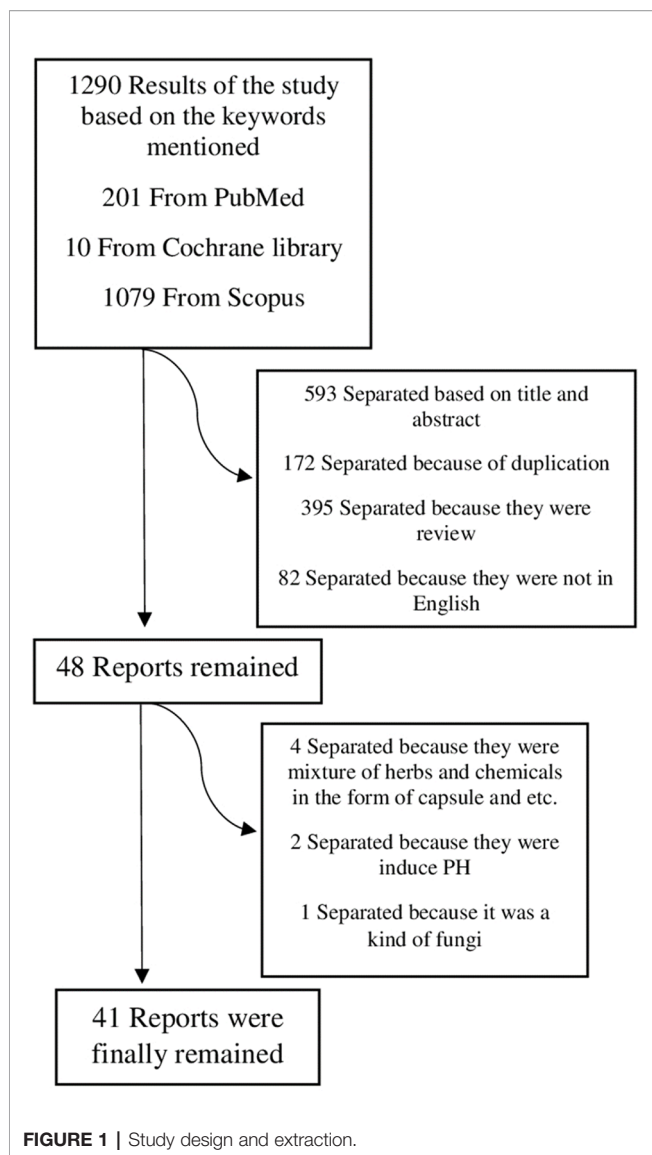 1290 Results of the study
based on the keywords
mentioned
201 From PubMed
10 From Cochrane library
1079 From Scopus
593 Separated based on title and
abstract
172 Separated because of duplication
395 Separated because they were
review
82 Separated because they were not in
English
48 Reports remained
4 Separated because they were
mixture of herbs and chemicals
in the form of capsule and etc.
2 Separated because they were
induce PH
1 Separated because it was a
kind of fungi
41 Reports were
finally remained
FIGURE 1 | Study design and extraction.